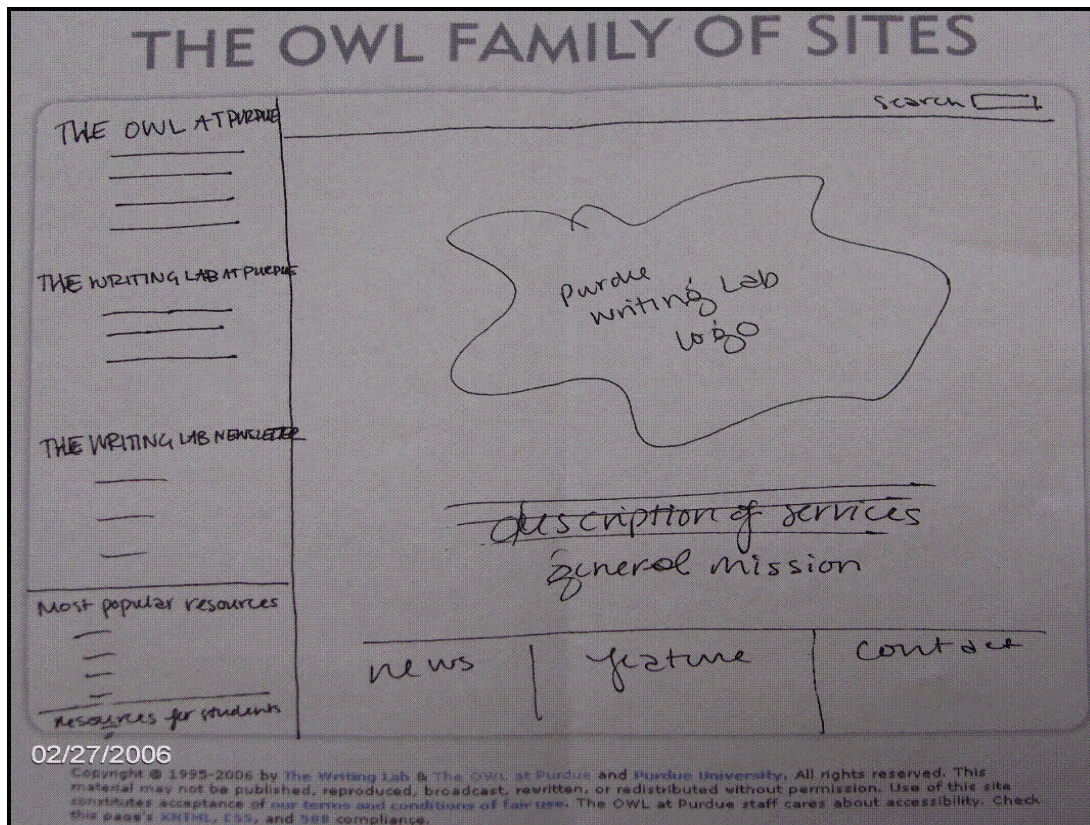 THE OWL FAMILY OF SITES
search
THE OWL AT PURDUE
THE WRITING LAB AT PURDUE
THE WRITING LAB NEWSLETTER
Most popular resources
resources for students
Purdue
writing Lab
logo
description of services
general mission
news
feature
contact
02/27/2006
Copyright © 1995-2006 by The Writing Lab & The OWL at Purdue and Purdue University. All rights reserved. This
material may not be published, reproduced, broadcast, rewritten, or redistributed without permission. Use of this site
constitutes acceptance of our terms and conditions of fair use. The OWL at Purdue staff cares about accessibility. Check
this page's XHTML, CSS, and 508 compliance.